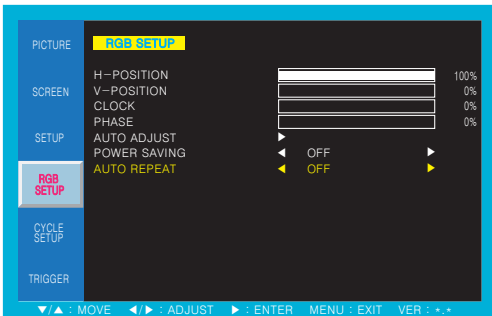 PICTURE
SCREEN
SETUP
RGB
SETUP
CYCLE
SETUP
TRIGGER
RGB SETUP
H-POSITION 100%
V-POSITION 0%
CLOCK 0%
PHASE 0%
AUTO ADJUST ▶
POWER SAVING ◀ OFF ▶
AUTO REPEAT ◀ OFF ▶
▼/▲ : MOVE ◀/▶ : ADJUST ▶ : ENTER MENU : EXIT VER : *.*